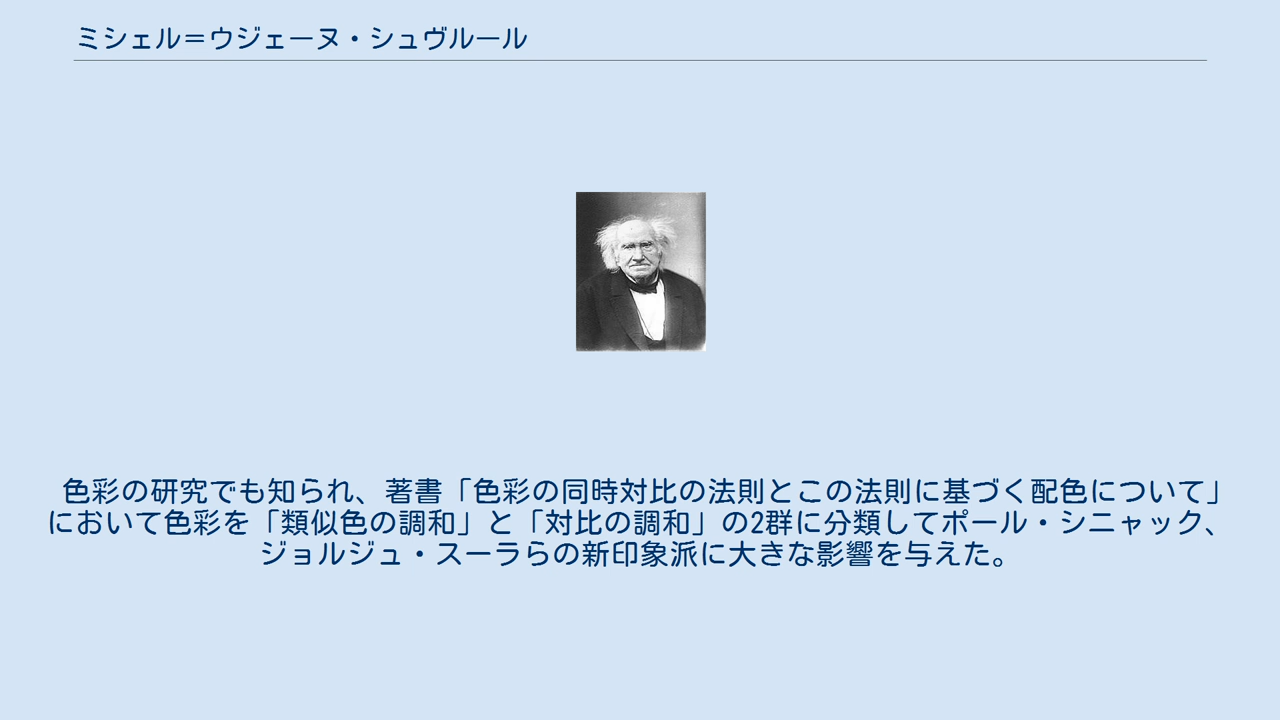 ミシェル＝ウジェーヌ・シュヴルール
色彩の研究でも知られ、著書「色彩の同時対比の法則とこの法則に基づく配色について」
において色彩を「類似色の調和」と「対比の調和」の2群に分類してポール・シニャック、
ジョルジュ・スーラらの新印象派に大きな影響を与えた。